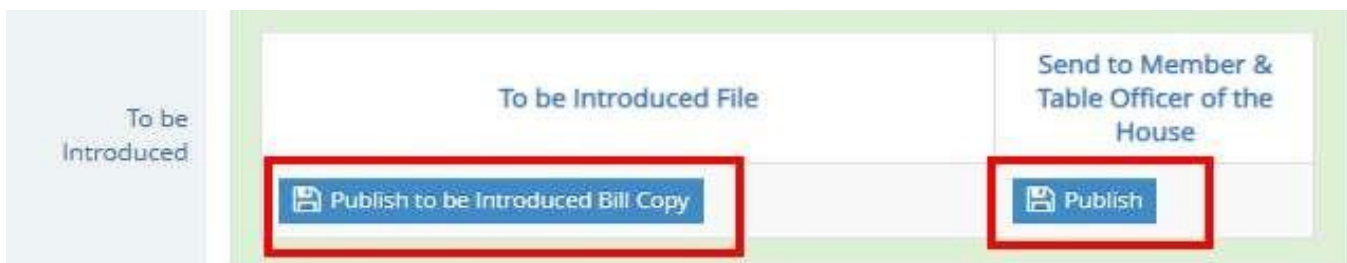 To be
Introduced
To be Introduced File
Send to Member &
Table Officer of the
House
Publish to be Introduced Bill Copy
Publish